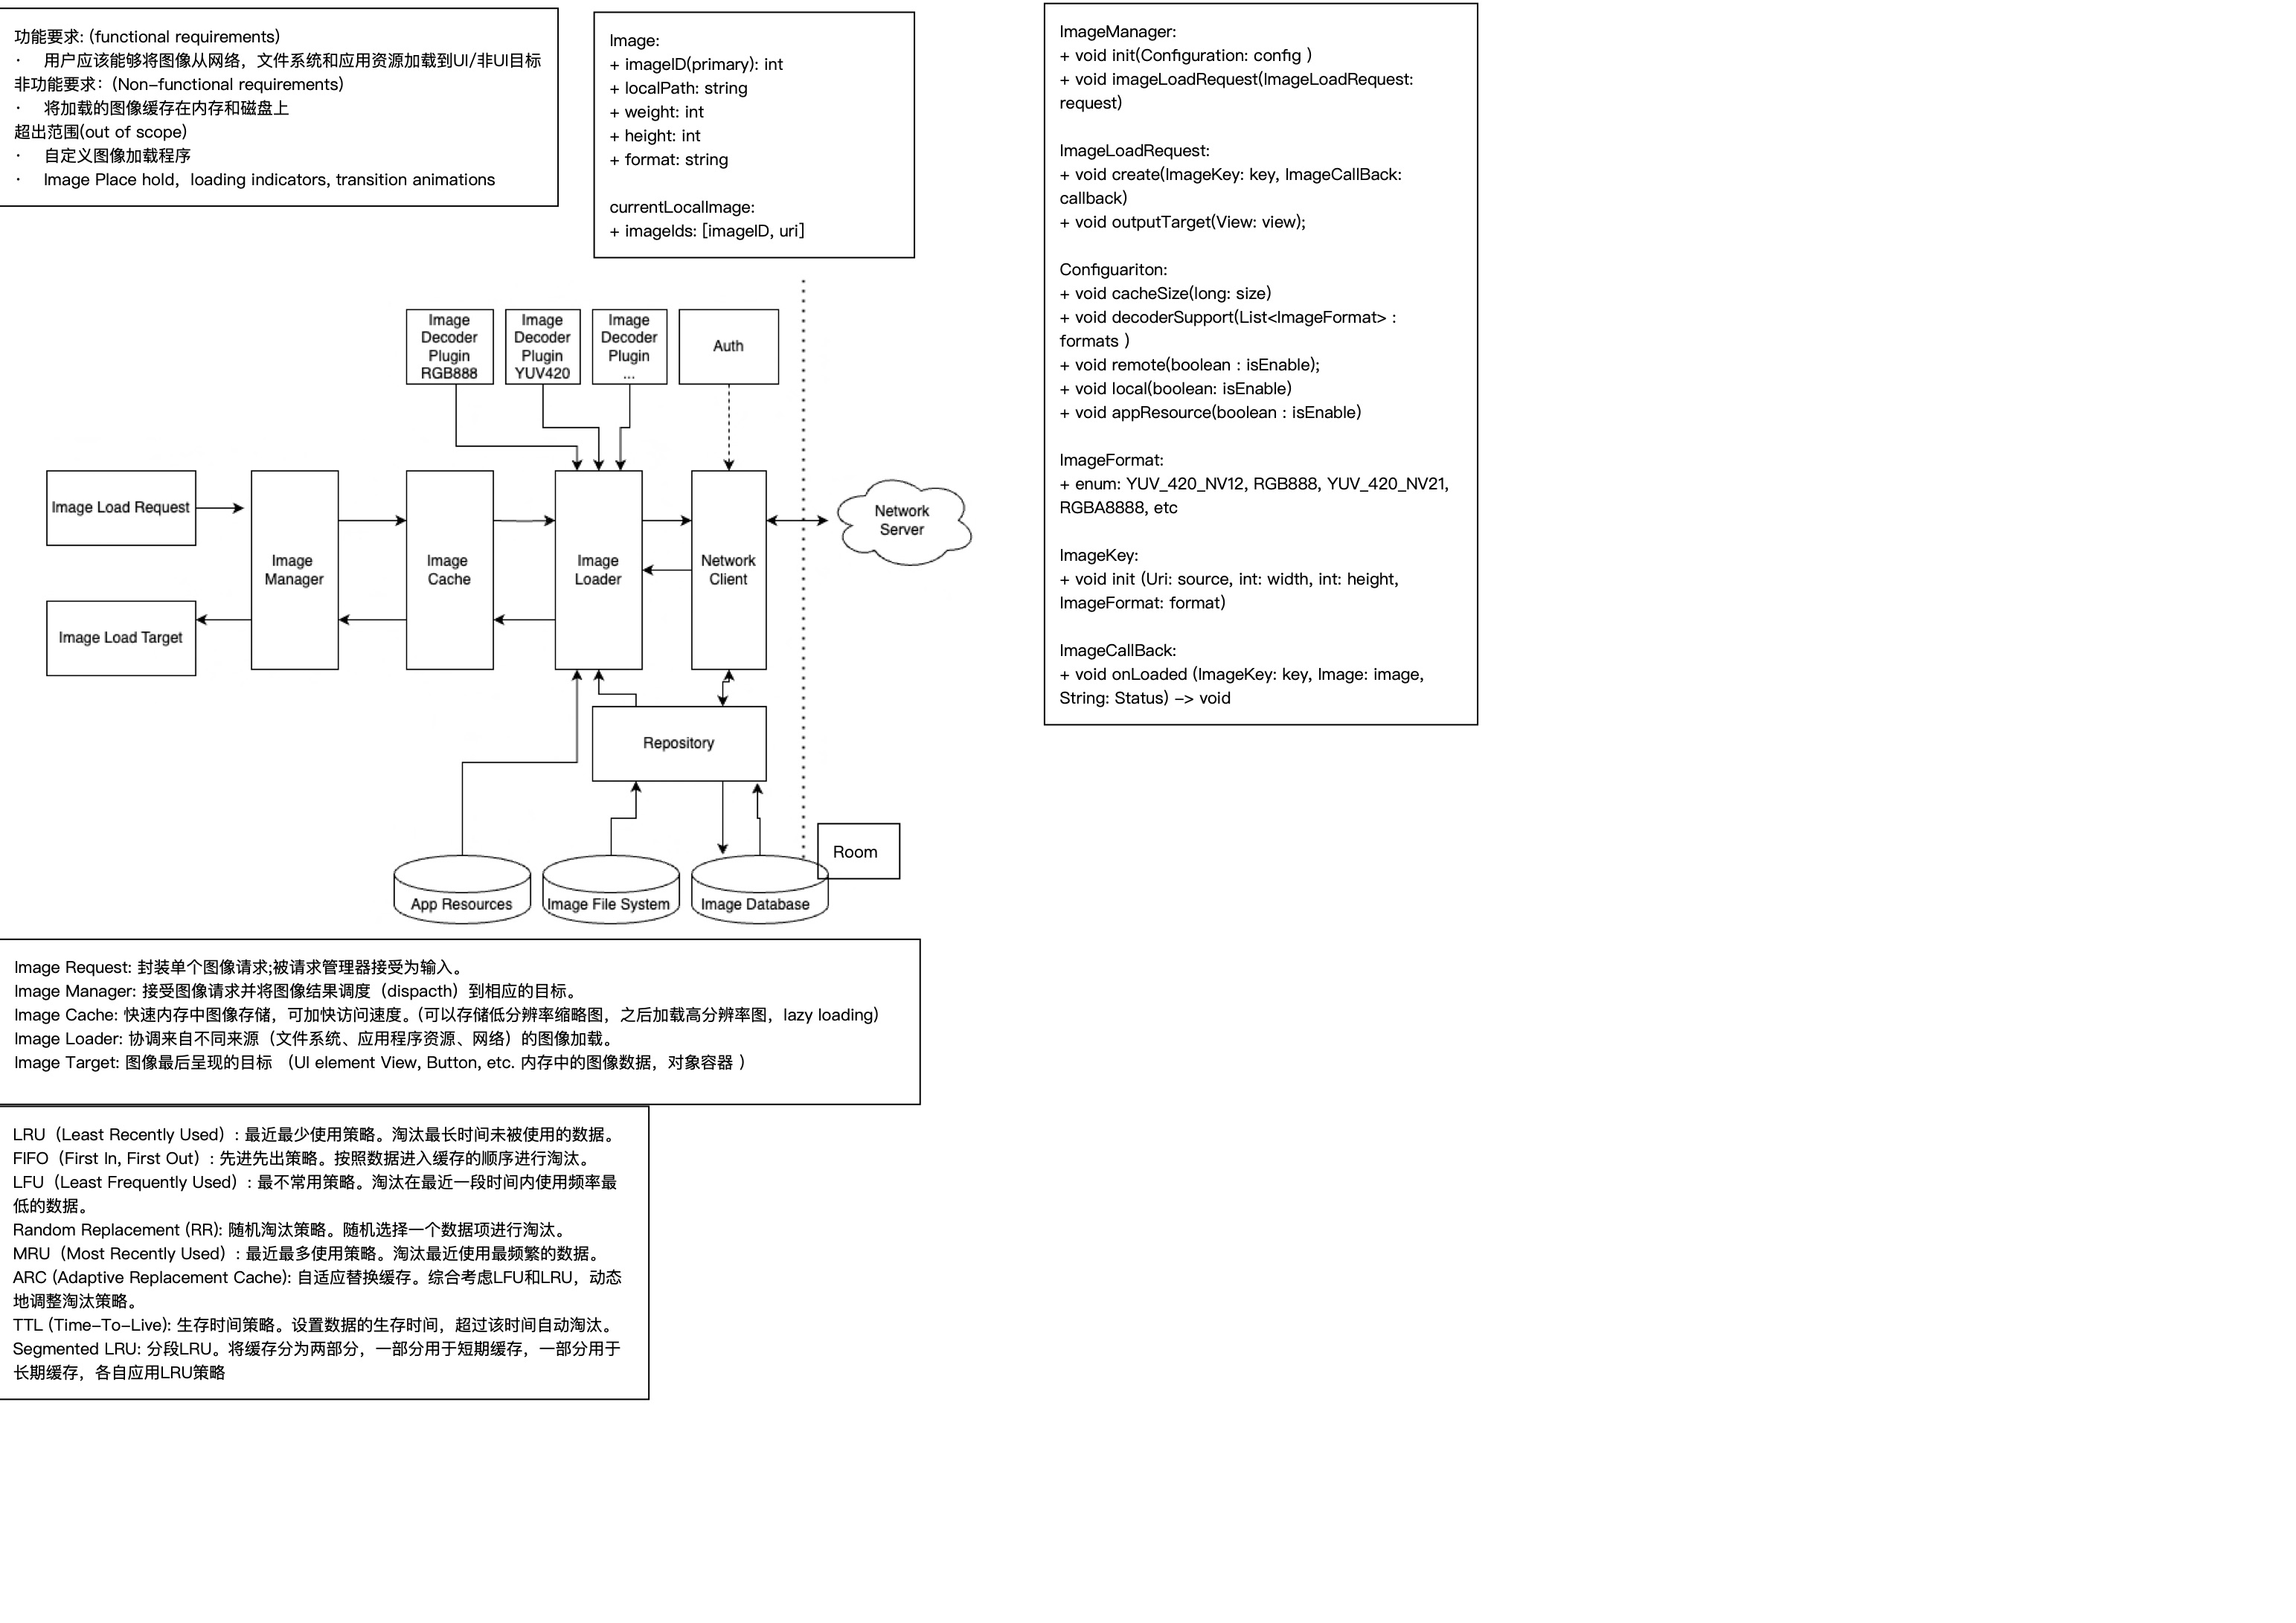 功能要求: (functional requirements)
· 用户应该能够将图像从网络，文件系统和应用资源加载到UI/非UI目标
非功能要求：(Non-functional requirements)
· 将加载的图像缓存在内存和磁盘上
超出范围(out of scope)
· 自定义图像加载程序
· Image Place hold，loading indicators, transition animations
Image:
+ imageID(primary): int
+ localPath: string
+ weight: int
+ height: int
+ format: string
currentLocalImage:
+ imageIds: [imageID, uri]
ImageManager:
+ void init(Configuration: config )
+ void imageLoadRequest(ImageLoadRequest:
request)
ImageLoadRequest:
+ void create(ImageKey: key, ImageCallBack:
callback)
+ void outputTarget(View: view);
Configuariton:
+ void cacheSize(long: size)
+ void decoderSupport(List<ImageFormat> :
formats )
+ void remote(boolean : isEnable);
+ void local(boolean: isEnable)
+ void appResource(boolean : isEnable)
ImageFormat:
+ enum: YUV_420_NV12, RGB888, YUV_420_NV21,
RGBA8888, etc
ImageKey:
+ void init (Uri: source, int: width, int: height,
ImageFormat: format)
ImageCallBack:
+ void onLoaded (ImageKey: key, Image: image,
String: Status) -> void
Image
Decoder
Plugin
RGB888
Image
Decoder
Plugin
YUV420
Image
Decoder
Plugin
...
Auth
Image Load Request
Image Load Target
Image
Manager
Image
Cache
Image
Loader
Network
Client
Network
Server
Repository
Room
App Resources
Image File System
Image Database
Image Request: 封装单个图像请求;被请求管理器接受为输入。
Image Manager: 接受图像请求并将图像结果调度（dispacth）到相应的目标。
Image Cache: 快速内存中图像存储，可加快访问速度。(可以存储低分辨率缩略图，之后加载高分辨率图，lazy loading)
Image Loader: 协调来自不同来源（文件系统、应用程序资源、网络）的图像加载。
Image Target: 图像最后呈现的目标 （UI element View, Button, etc. 内存中的图像数据，对象容器 ）
LRU（Least Recently Used）: 最近最少使用策略。淘汰最长时间未被使用的数据。
FIFO（First In, First Out）: 先进先出策略。按照数据进入缓存的顺序进行淘汰。
LFU（Least Frequently Used）: 最不常用策略。淘汰在最近一段时间内使用频率最
低的数据。
Random Replacement (RR): 随机淘汰策略。随机选择一个数据项进行淘汰。
MRU（Most Recently Used）: 最近最多使用策略。淘汰最近使用最频繁的数据。
ARC (Adaptive Replacement Cache): 自适应替换缓存。综合考虑LFU和LRU，动态
地调整淘汰策略。
TTL (Time-To-Live): 生存时间策略。设置数据的生存时间，超过该时间自动淘汰。
Segmented LRU: 分段LRU。将缓存分为两部分，一部分用于短期缓存，一部分用于
长期缓存，各自应用LRU策略